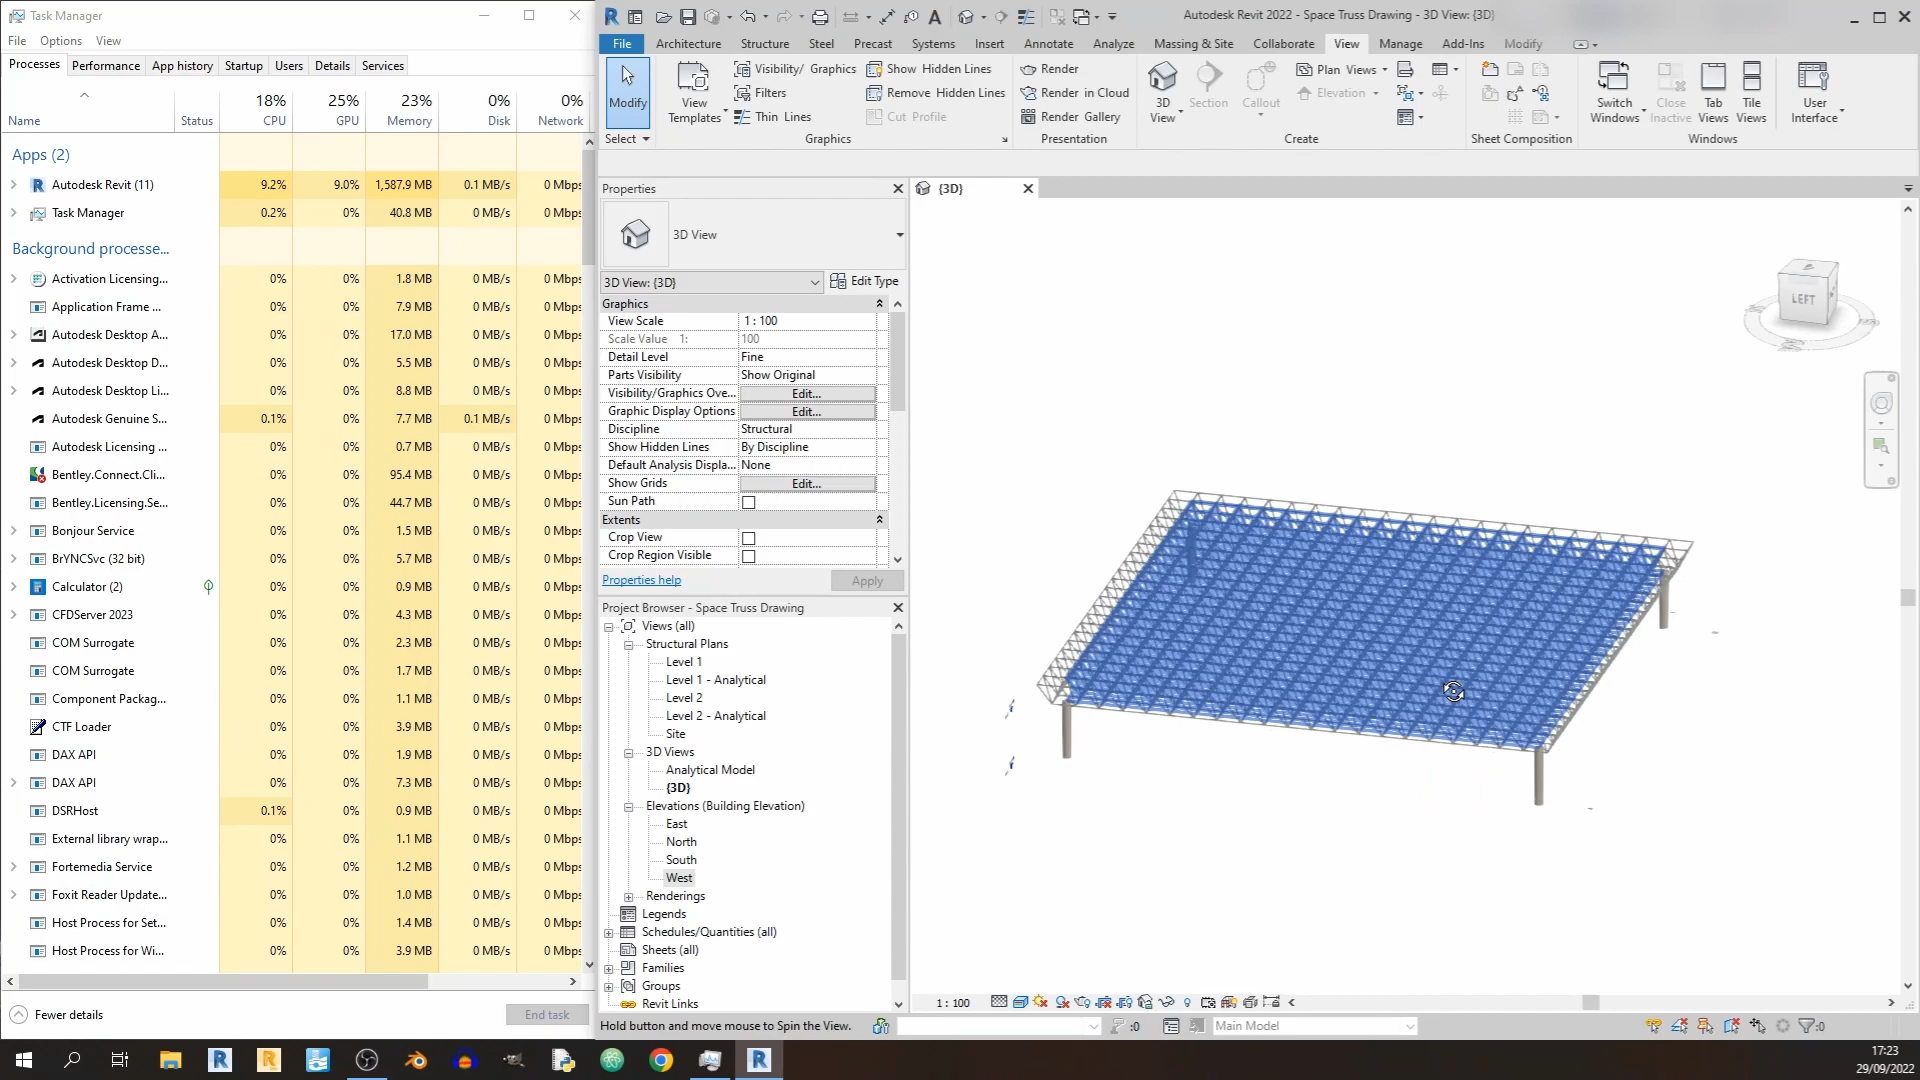 Task Manager
File Options View
Processes Performance App history Startup Users Details Services
18% 25% 23% 0% 0%
Name Status CPU GPU Memory Disk Network
Apps (2)
Autodesk Revit (11) 9.2% 9.0% 1,587.9 MB 0.1 MB/s 0 Mbps
Task Manager 0.2% 0% 40.8 MB 0 MB/s 0 Mbps
Background processe...
Activation Licensing... 0% 0% 1.8 MB 0 MB/s 0 Mbps
Application Frame ... 0% 0% 7.9 MB 0 MB/s 0 Mbps
Autodesk Desktop A... 0% 0% 17.0 MB 0 MB/s 0 Mbps
Autodesk Desktop D... 0% 0% 5.5 MB 0 MB/s 0 Mbps
Autodesk Desktop Li... 0% 0% 8.8 MB 0 MB/s 0 Mbps
Autodesk Genuine S... 0.1% 0% 7.7 MB 0.1 MB/s 0 Mbps
Autodesk Licensing ... 0% 0% 0.7 MB 0 MB/s 0 Mbps
Bentley.Connect.Cli... 0% 0% 95.4 MB 0 MB/s 0 Mbps
Bentley.Licensing.Se... 0% 0% 44.7 MB 0 MB/s 0 Mbps
Bonjour Service 0% 0% 1.5 MB 0 MB/s 0 Mbps
BrYNCSvc (32 bit) 0% 0% 5.7 MB 0 MB/s 0 Mbps
Calculator (2) 0% 0% 0.9 MB 0 MB/s 0 Mbps
CFDServer 2023 0% 0% 4.3 MB 0 MB/s 0 Mbps
COM Surrogate 0% 0% 2.3 MB 0 MB/s 0 Mbps
COM Surrogate 0% 0% 1.7 MB 0 MB/s 0 Mbps
Component Packag... 0% 0% 1.1 MB 0 MB/s 0 Mbps
CTF Loader 0% 0% 3.9 MB 0 MB/s 0 Mbps
DAX API 0% 0% 1.9 MB 0 MB/s 0 Mbps
DAX API 0% 0% 7.3 MB 0 MB/s 0 Mbps
DSRHost 0.1% 0% 0.9 MB 0 MB/s 0 Mbps
External library wrap... 0% 0% 1.1 MB 0 MB/s 0 Mbps
Fortemedia Service 0% 0% 1.2 MB 0 MB/s 0 Mbps
Foxit Reader Update... 0% 0% 1.0 MB 0 MB/s 0 Mbps
Host Process for Set... 0% 0% 1.4 MB 0 MB/s 0 Mbps
Host Process for Wi... 0% 0% 3.9 MB 0 MB/s 0 Mbps
Fewer details End task
Autodesk Revit 2022 - Space Truss Drawing - 3D View: {3D}
File Architecture Structure Steel Precast Systems Insert Annotate Analyze Massing & Site Collaborate View Manage Add-Ins Modify
Modify
View Templates
Visibility/ Graphics
Filters
Thin Lines
Show Hidden Lines
Remove Hidden Lines
Cut Profile
Render
Render in Cloud
Render Gallery
3D View
Section
Callout
Plan Views
Elevation
Switch Windows
Close Inactive
Tab Views
Tile Views
User Interface
Select Graphics Presentation Create Sheet Composition Windows
Properties
3D View
3D View: {3D} Edit Type
Graphics
View Scale 1 : 100
Scale Value 1: 100
Detail Level Fine
Parts Visibility Show Original
Visibility/Graphics Ove... Edit...
Graphic Display Options Edit...
Discipline Structural
Show Hidden Lines By Discipline
Default Analysis Displa... None
Show Grids Edit...
Sun Path
Extents
Crop View
Crop Region Visible
Properties help Apply
Project Browser - Space Truss Drawing
Views (all)
Structural Plans
Level 1
Level 1 - Analytical
Level 2
Level 2 - Analytical
Site
3D Views
Analytical Model
{3D}
Elevations (Building Elevation)
East
North
South
West
Renderings
Legends
Schedules/Quantities (all)
Sheets (all)
Families
Groups
Revit Links
{3D}
LEFT
1 : 100
Hold button and move mouse to Spin the View.
:0
Main Model
:0
17:23
29/09/2022